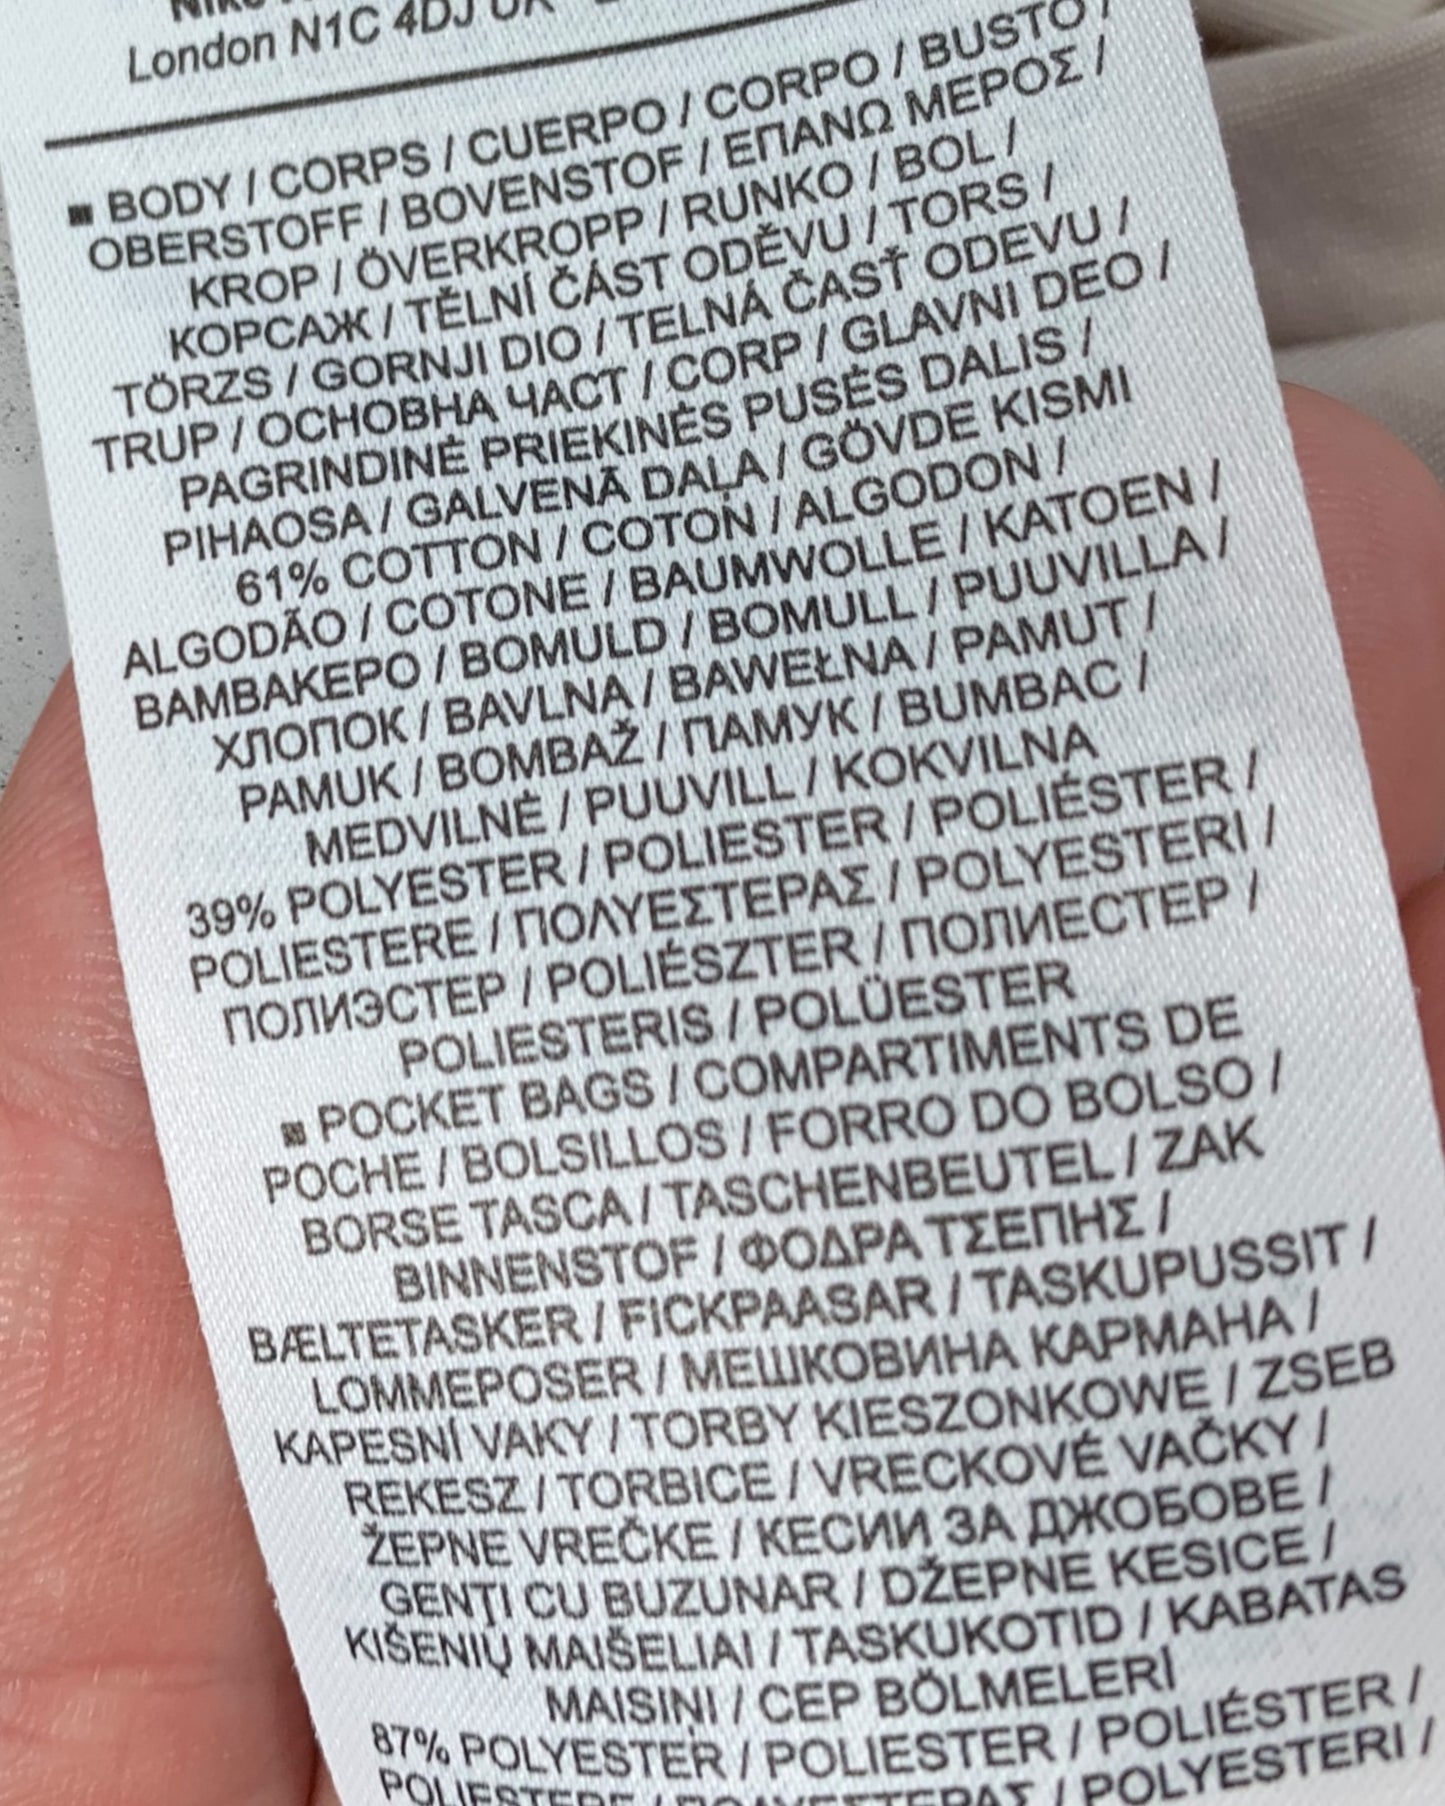 London N1C 4DJ UK
■ BODY / CORPS / CUERPO / CORPO / BUSTO /
OBERSTOFF / BOVENSTOF / ΕΠΑΝΩ ΜΕΡΟΣ /
KROP / ÖVERKROPP / RUNKO / BOL /
КОРСАЖ / TĚLNÍ ČÁST ODĚVU / TORS /
TÖRZS / GORNJI DIO / TELNÁ ČASŤ ODEVU /
TRUP / ОСНОВНА ЧАСТ / CORP / GLAVNI DEO /
PAGRINDINĖ PRIEKINĖS PUSĖS DALIS /
PIHAOSA / GALVENĀ DAĻA / GÖVDE KISMI
61% COTTON / COTON / ALGODON /
ALGODÃO / COTONE / BAUMWOLLE / KATOEN /
ΒΑΜΒΑΚΕΡΟ / BOMULD / BOMULL / PUUVILLA /
ХЛОПОК / BAVLNA / BAWEŁNA / PAMUT /
PAMUK / BOMBAŽ / ПАМУК / BUMBAC /
MEDVILNĖ / PUUVILL / KOKVILNA
39% POLYESTER / POLIESTER / POLIÉSTER /
POLIESTERE / ΠΟΛΥΕΣΤΕΡΑΣ / POLYESTERI /
ПОЛИЭСТЕР / POLIÉSZTER / ПОЛИЕСТЕР /
POLIESTERIS / POLÜESTER
■ POCKET BAGS / COMPARTIMENTS DE
POCHE / BOLSILLOS / FORRO DO BOLSO /
BORSE TASCA / TASCHENBEUTEL / ZAK
BINNENSTOF / ΦΟΔΡΑ ΤΣΕΠΗΣ /
BÆLTETASKER / FICKPAASAR / TASKUPUSSIT /
LOMMEPOSER / МЕШКОВИНА КАРМАНА /
KAPESNÍ VAKY / TORBY KIESZONKOWE / ZSEB
REKESZ / TORBICE / VRECKOVÉ VAČKY /
ŽEPNE VREČKE / КЕСИИ ЗА ДЖОБОВЕ /
GENȚI CU BUZUNAR / DŽEPNE KESICE /
KIŠENIŲ MAIŠELIAI / TASKUKOTID / KABATAS
MAISIŅI / CEP BÖLMELERİ
87% POLYESTER / POLIESTER / POLIÉSTER /
POLIESTERE / ΠΟΛΥΕΣΤΕΡΑΣ / POLYESTERI /